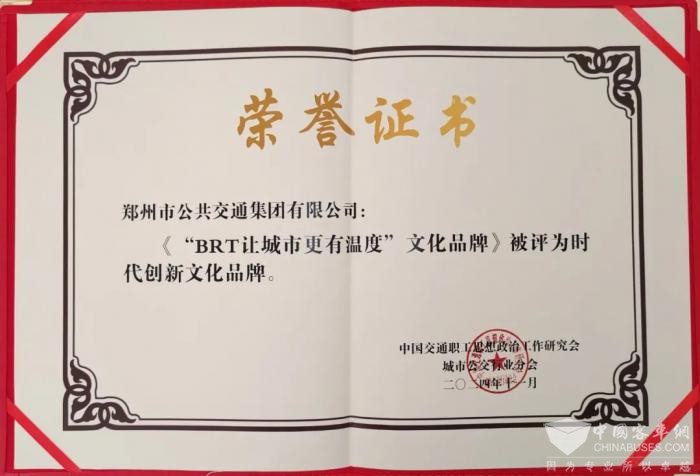 荣誉证书
郑州市公共交通集团有限公司：
《“BRT让城市更有温度”文化品牌》被评为时
代创新文化品牌。
中国交通职工思想政治工作研究会
城市公交行业分会
二〇二四年十一月
中国客车网
CHINABUSES.COM